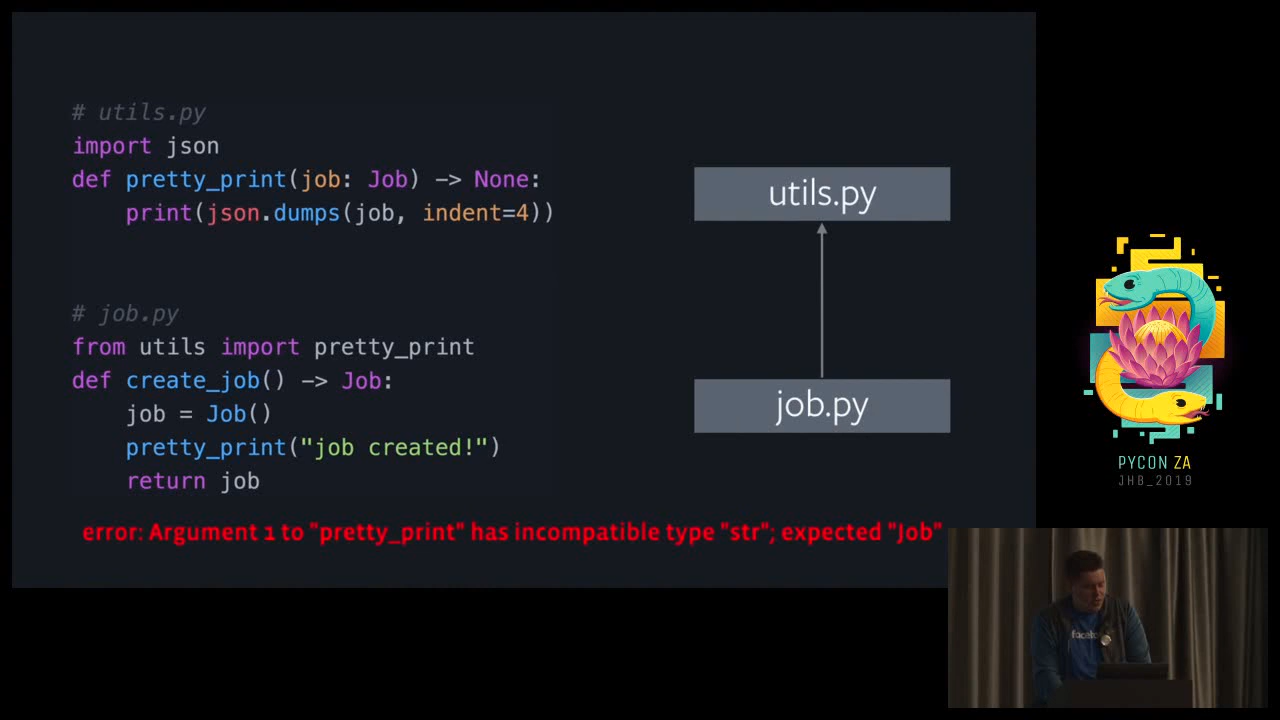 # utils.py
import json
def pretty_print(job: Job) -> None:
    print(json.dumps(job, indent=4))
# job.py
from utils import pretty_print
def create_job() -> Job:
    job = Job()
    pretty_print("job created!")
    return job
error: Argument 1 to "pretty_print" has incompatible type "str"; expected "Job"
utils.py
job.py
PYCON ZA
JHB_2019